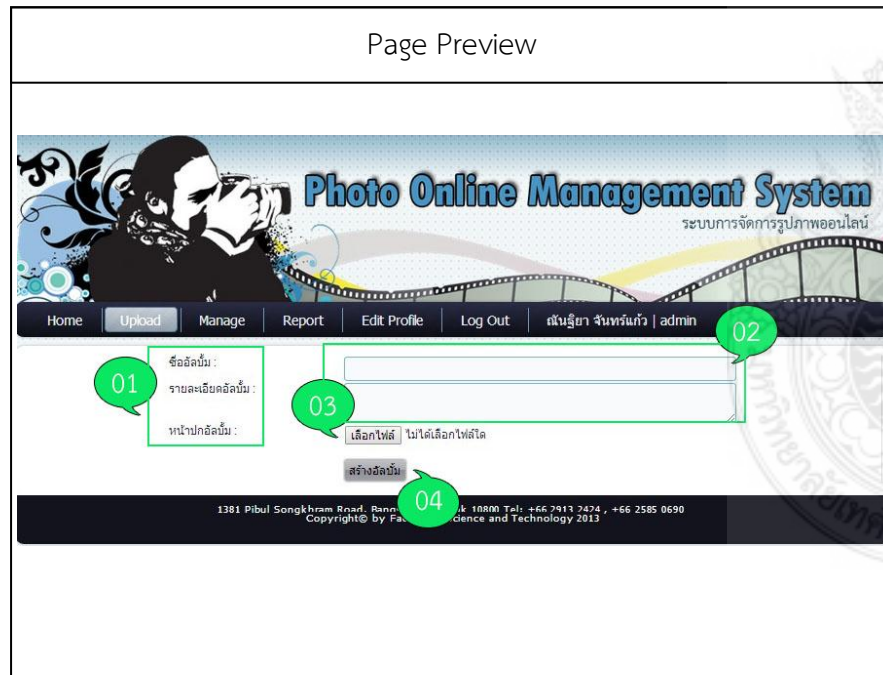 Page Preview
Photo Online Management System
ระบบการจัดการรูปภาพออนไลน์
Home Upload Manage Report Edit Profile Log Out ณันฐิยา จันทร์แก้ว | admin
02
01
ชื่ออัลบั้ม :
รายละเอียดอัลบั้ม :
03
หน้าปกอัลบั้ม :
เลือกไฟล์ ไม่ได้เลือกไฟล์ใด
สร้างอัลบั้ม
04
1381 Pibul Songkhram Road, 10800 Tel: +66 2913 2424 , +66 2585 0690
Copyright© by and Technology 2013